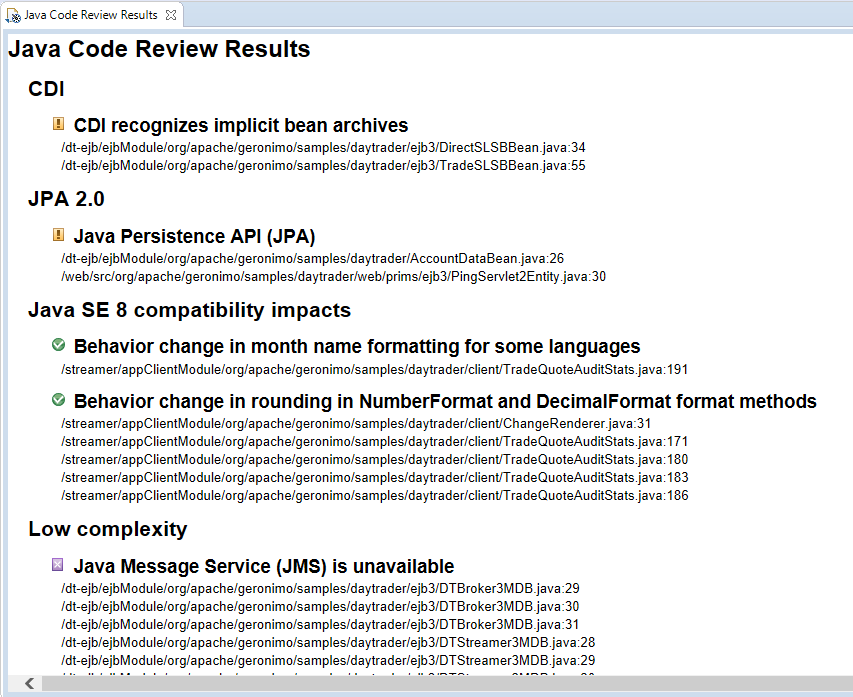 Java Code Review Results
Java Code Review Results
CDI
CDI recognizes implicit bean archives
/dt-ejb/ejbModule/org/apache/geronimo/samples/daytrader/ejb3/DirectSLSBBean.java:34
/dt-ejb/ejbModule/org/apache/geronimo/samples/daytrader/ejb3/TradeSLSBBean.java:55
JPA 2.0
Java Persistence API (JPA)
/dt-ejb/ejbModule/org/apache/geronimo/samples/daytrader/AccountDataBean.java:26
/web/src/org/apache/geronimo/samples/daytrader/web/prims/ejb3/PingServlet2Entity.java:30
Java SE 8 compatibility impacts
Behavior change in month name formatting for some languages
/streamer/appClientModule/org/apache/geronimo/samples/daytrader/client/TradeQuoteAuditStats.java:191
Behavior change in rounding in NumberFormat and DecimalFormat format methods
/streamer/appClientModule/org/apache/geronimo/samples/daytrader/client/ChangeRenderer.java:31
/streamer/appClientModule/org/apache/geronimo/samples/daytrader/client/TradeQuoteAuditStats.java:171
/streamer/appClientModule/org/apache/geronimo/samples/daytrader/client/TradeQuoteAuditStats.java:180
/streamer/appClientModule/org/apache/geronimo/samples/daytrader/client/TradeQuoteAuditStats.java:183
/streamer/appClientModule/org/apache/geronimo/samples/daytrader/client/TradeQuoteAuditStats.java:186
Low complexity
Java Message Service (JMS) is unavailable
/dt-ejb/ejbModule/org/apache/geronimo/samples/daytrader/ejb3/DTBroker3MDB.java:29
/dt-ejb/ejbModule/org/apache/geronimo/samples/daytrader/ejb3/DTBroker3MDB.java:30
/dt-ejb/ejbModule/org/apache/geronimo/samples/daytrader/ejb3/DTBroker3MDB.java:31
/dt-ejb/ejbModule/org/apache/geronimo/samples/daytrader/ejb3/DTStreamer3MDB.java:28
/dt-ejb/ejbModule/org/apache/geronimo/samples/daytrader/ejb3/DTStreamer3MDB.java:29